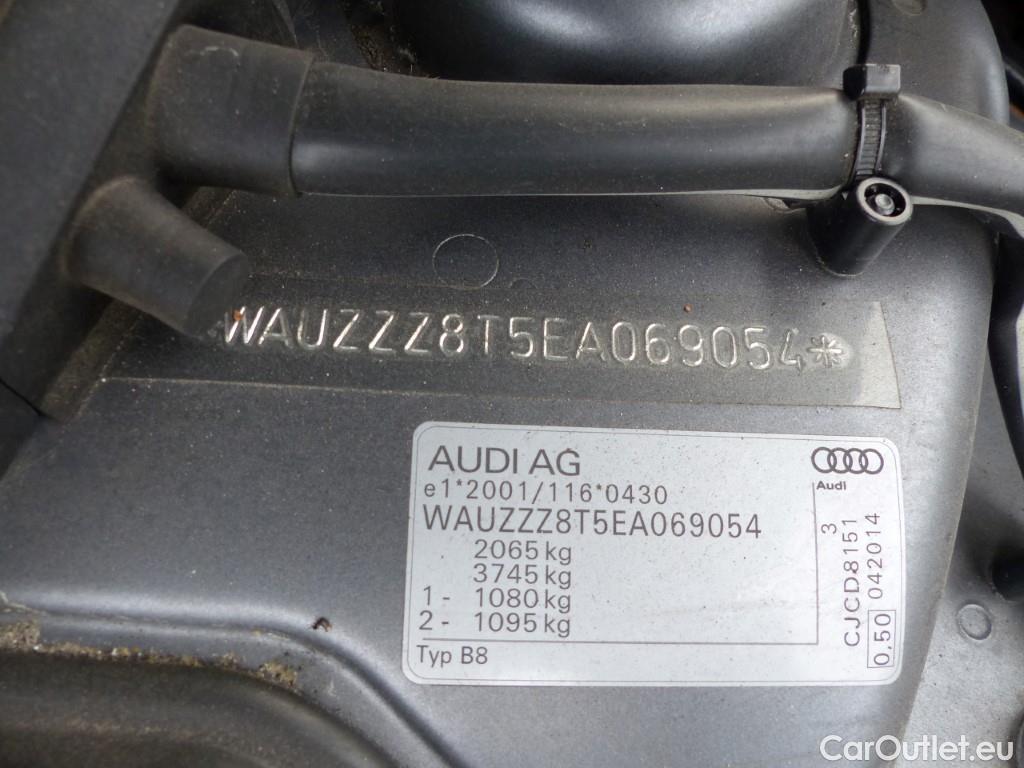 WAUZZZ8T5EA069054*
AUDI AG
e1*2001/116*0430
WAUZZZ8T5EA069054
2065 kg
3745 kg
1- 1080 kg
2- 1095 kg
Typ B8
Audi
3
CJCD8151
0.50 042014
CarOutlet.eu